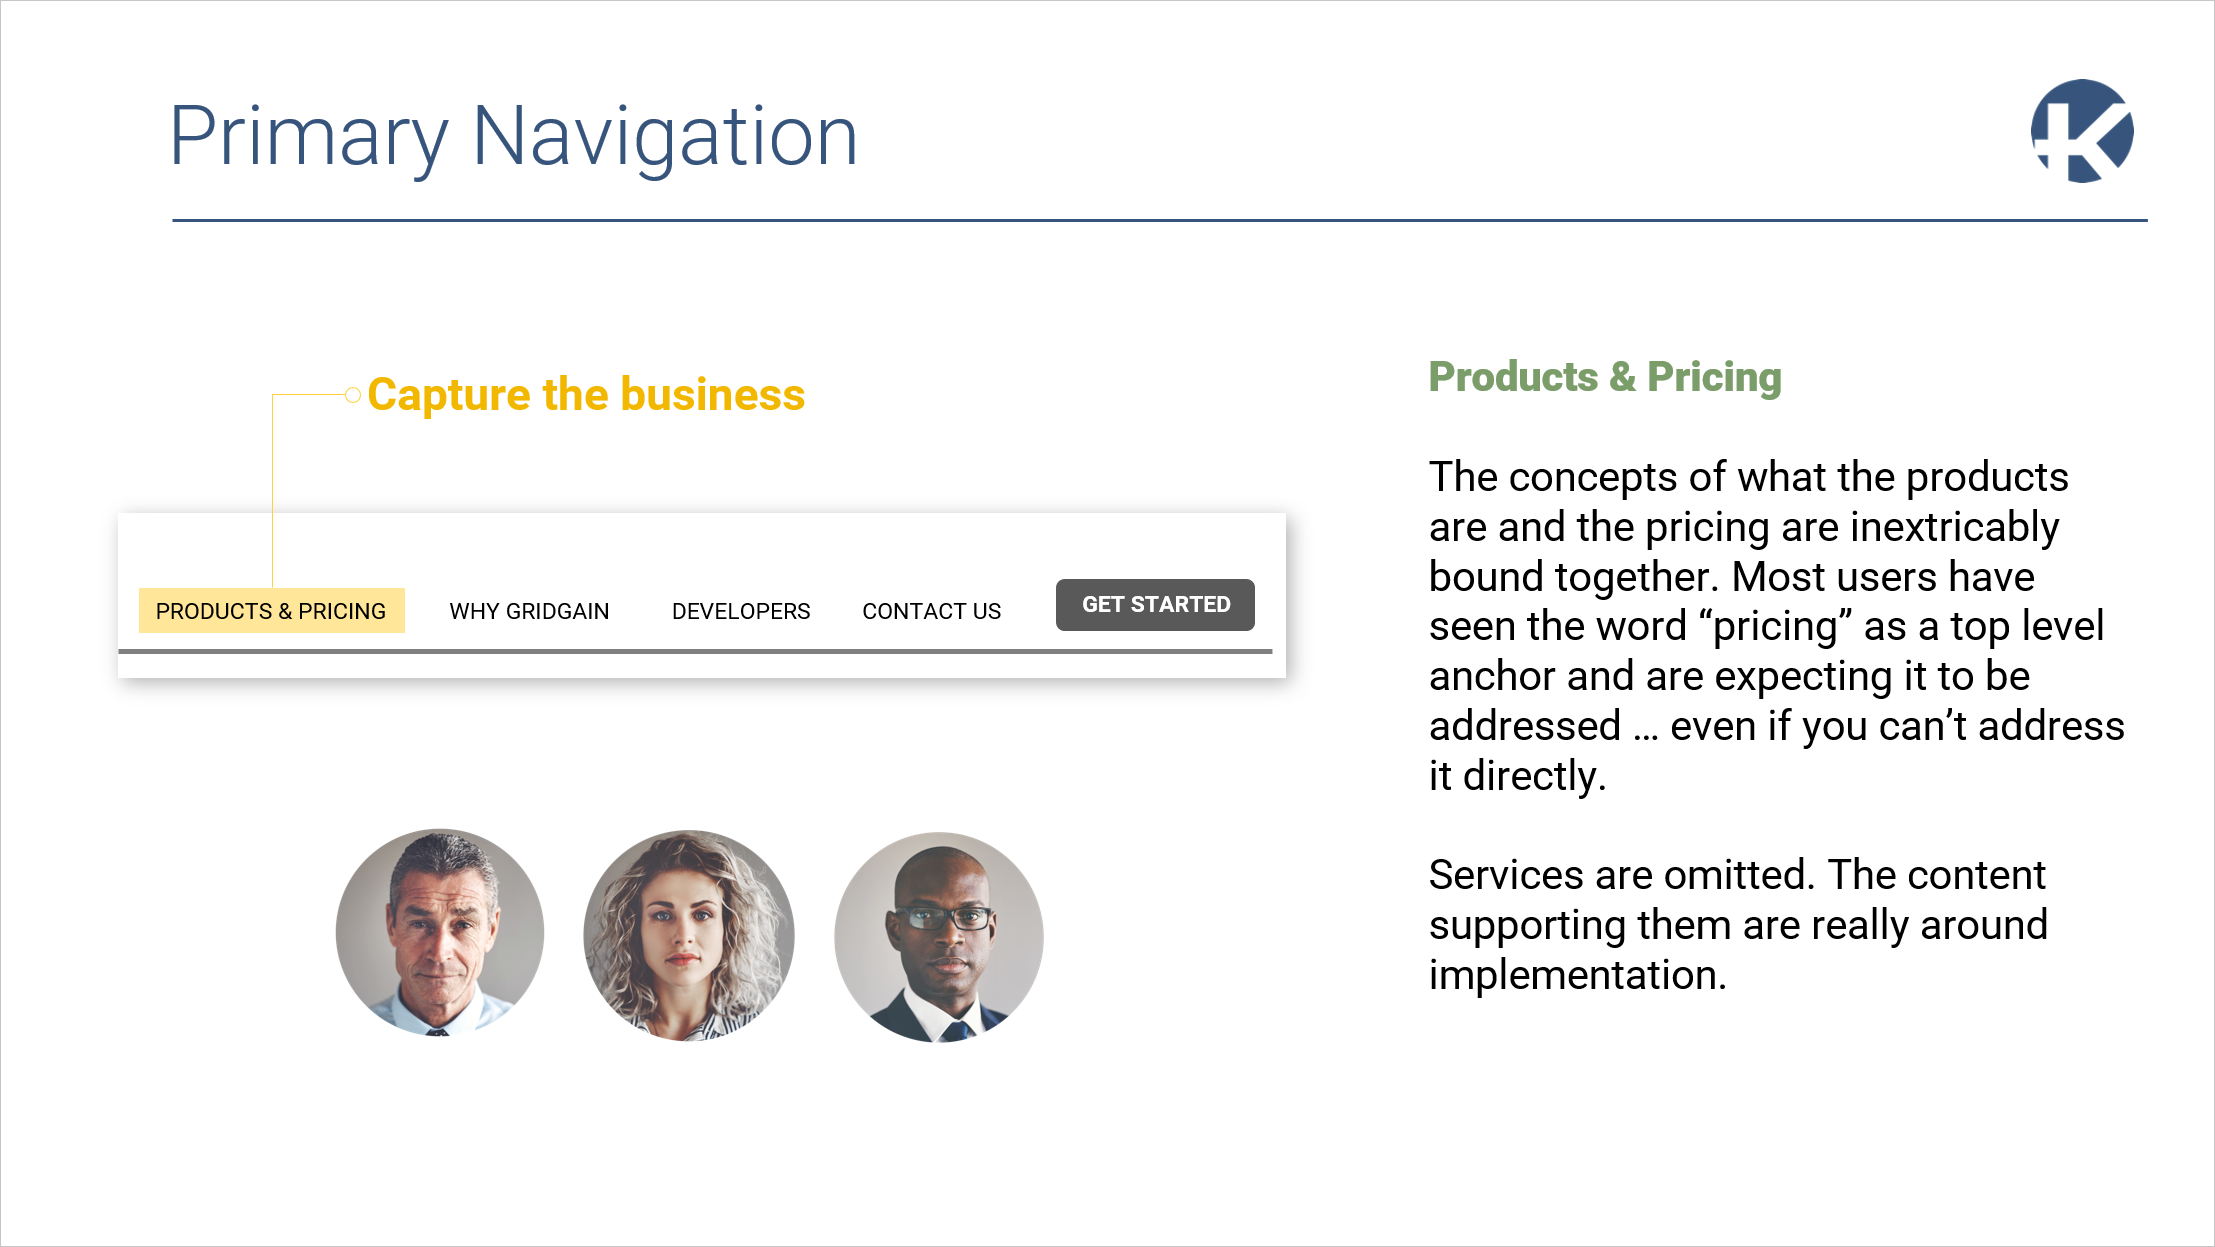 Primary Navigation
K
Capture the business
PRODUCTS & PRICING
WHY GRIDGAIN
DEVELOPERS
CONTACT US
GET STARTED
Products & Pricing
The concepts of what the products
are and the pricing are inextricably
bound together. Most users have
seen the word “pricing” as a top level
anchor and are expecting it to be
addressed ... even if you can’t address
it directly.
Services are omitted. The content
supporting them are really around
implementation.